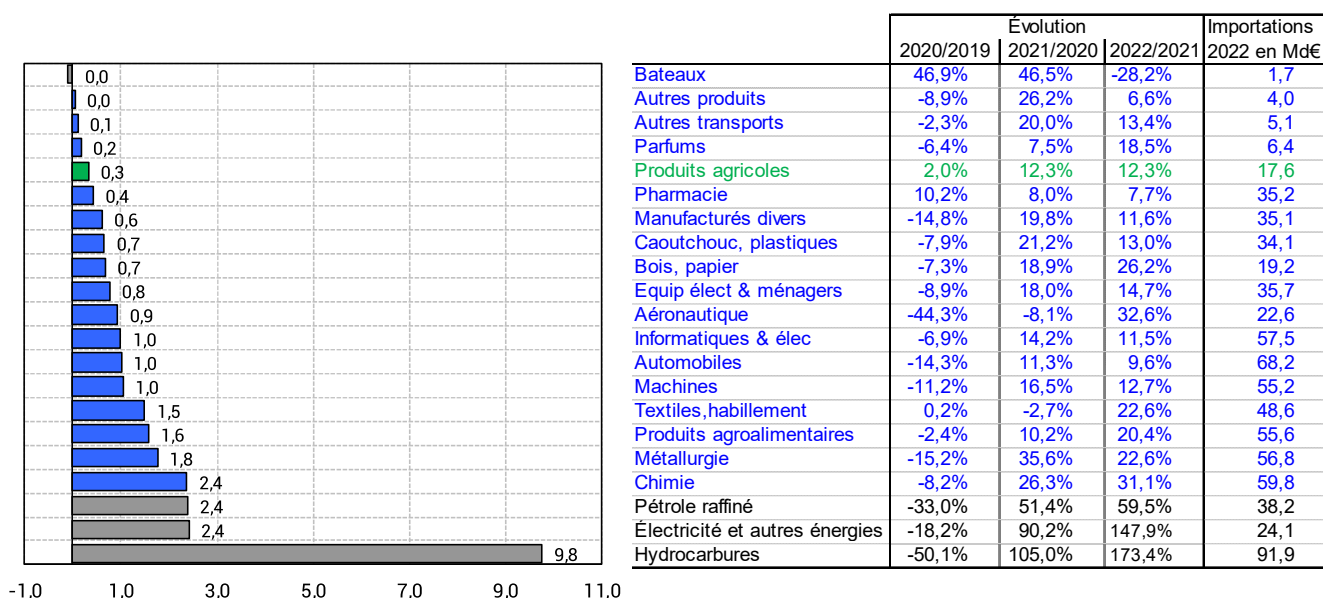 Évolution Importations
2020/2019 2021/2020 2022/2021 2022 en Md€
0,0 Bateaux 46,9% 46,5% -28,2% 1,7
0,0 Autres produits -8,9% 26,2% 6,6% 4,0
0,1 Autres transports -2,3% 20,0% 13,4% 5,1
0,2 Parfums -6,4% 7,5% 18,5% 6,4
0,3 Produits agricoles 2,0% 12,3% 12,3% 17,6
0,4 Pharmacie 10,2% 8,0% 7,7% 35,2
0,6 Manufacturés divers -14,8% 19,8% 11,6% 35,1
0,7 Caoutchouc, plastiques -7,9% 21,2% 13,0% 34,1
0,7 Bois, papier -7,3% 18,9% 26,2% 19,2
0,8 Equip élect & ménagers -8,9% 18,0% 14,7% 35,7
0,9 Aéronautique -44,3% -8,1% 32,6% 22,6
1,0 Informatiques & élec -6,9% 14,2% 11,5% 57,5
1,0 Automobiles -14,3% 11,3% 9,6% 68,2
1,0 Machines -11,2% 16,5% 12,7% 55,2
1,5 Textiles,habillement 0,2% -2,7% 22,6% 48,6
1,6 Produits agroalimentaires -2,4% 10,2% 20,4% 55,6
1,8 Métallurgie -15,2% 35,6% 22,6% 56,8
2,4 Chimie -8,2% 26,3% 31,1% 59,8
2,4 Pétrole raffiné -33,0% 51,4% 59,5% 38,2
2,4 Électricité et autres énergies -18,2% 90,2% 147,9% 24,1
9,8 Hydrocarbures -50,1% 105,0% 173,4% 91,9
-1,0 1,0 3,0 5,0 7,0 9,0 11,0